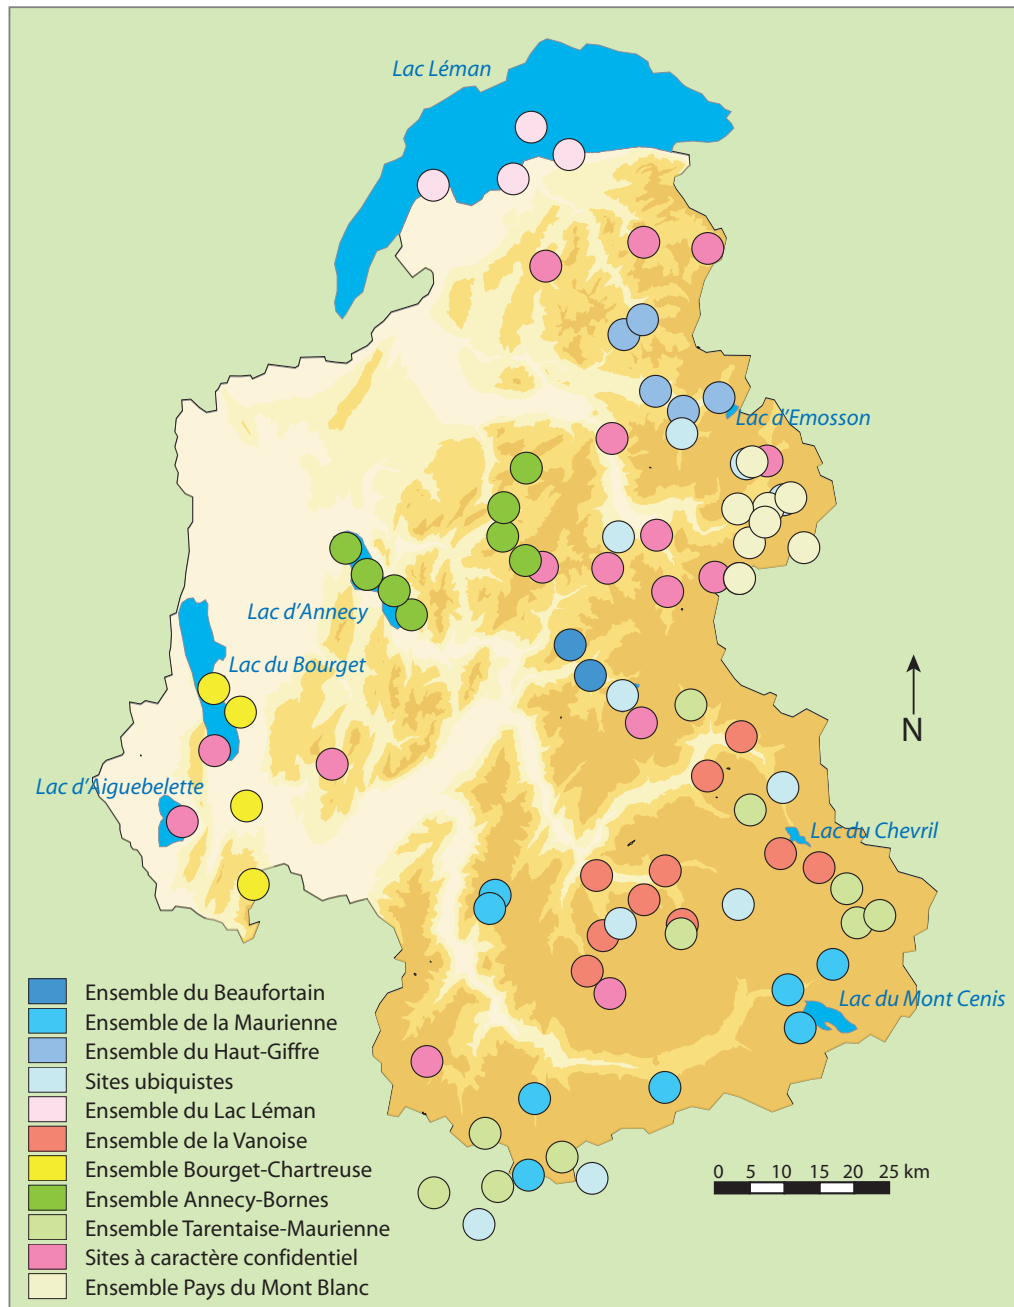 Lac Léman
Lac d'Emosson
Lac d'Annecy
Lac du Bourget
N
Lac d'Aiguebelette
Lac du Chevril
Lac du Mont Cenis
Ensemble du Beaufortain
Ensemble de la Maurienne
Ensemble du Haut-Giffre
Sites ubiquistes
Ensemble du Lac Léman
Ensemble de la Vanoise
Ensemble Bourget-Chartreuse
Ensemble Annecy-Bornes
Ensemble Tarentaise-Maurienne
Sites à caractère confidentiel
Ensemble Pays du Mont Blanc
0 5 10 15 20 25 km